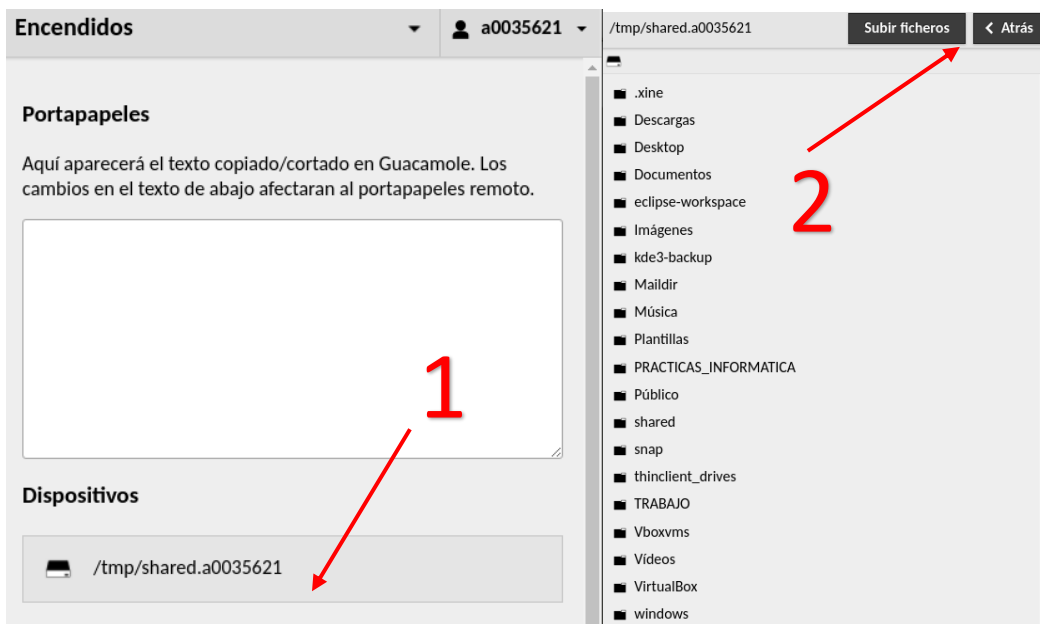 Encendidos
a0035621
Portapapeles
Aquí aparecerá el texto copiado/cortado en Guacamole. Los
cambios en el texto de abajo afectaran al portapapeles remoto.
1
Dispositivos
/tmp/shared.a0035621
/tmp/shared.a0035621
Subir ficheros
Atrás
.xine
Descargas
Desktop
Documentos
eclipse-workspace
Imágenes
kde3-backup
Maildir
Música
Plantillas
PRACTICAS_INFORMATICA
Público
shared
snap
thinclient_drives
TRABAJO
Vboxvms
Vídeos
VirtualBox
windows
2